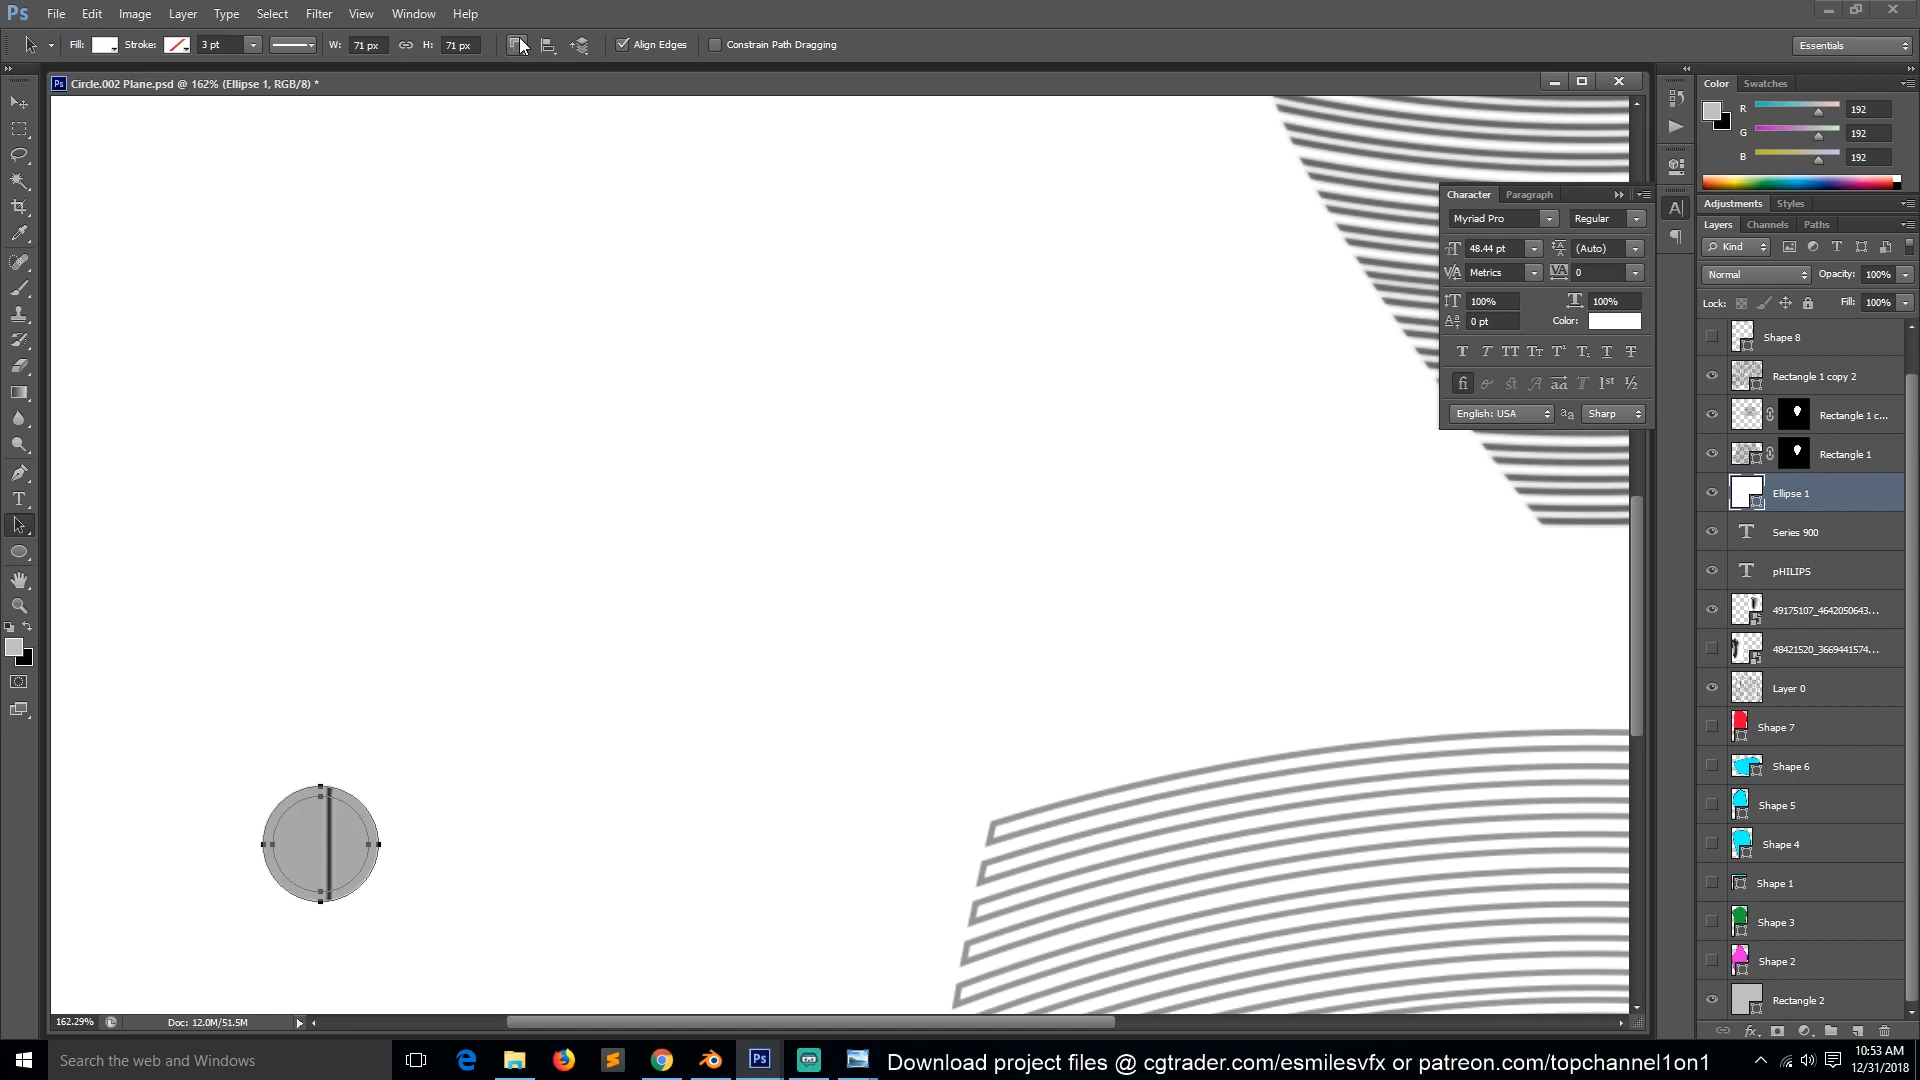 Ps File Edit Image Layer Type Select Filter View Window Help
Fill: Stroke: 3 pt W: 71 px H: 71 px Align Edges Constrain Path Dragging Essentials
Ps Circle.002 Plane.psd @ 162% (Ellipse 1, RGB/8) *
Color Swatches
R 192
G 192
B 192
Character Paragraph
Myriad Pro Regular
48.44 pt (Auto)
Metrics 0
100% 100%
0 pt Color:
English: USA Sharp
Adjustments Styles
Layers Channels Paths
Kind
Normal Opacity: 100%
Lock: Fill: 100%
Shape 8
Rectangle 1 copy 2
Rectangle 1 c...
Rectangle 1
Ellipse 1
Series 900
pHILIPS
49175107_4642050643...
48421520_3669441574...
Layer 0
Shape 7
Shape 6
Shape 5
Shape 4
Shape 1
Shape 3
Shape 2
Rectangle 2
162.29% Doc: 12.0M/51.5M
Search the web and Windows
Download project files @ cgtrader.com/esmilesvfx or patreon.com/topchannel1on1
10:53 AM
12/31/2018